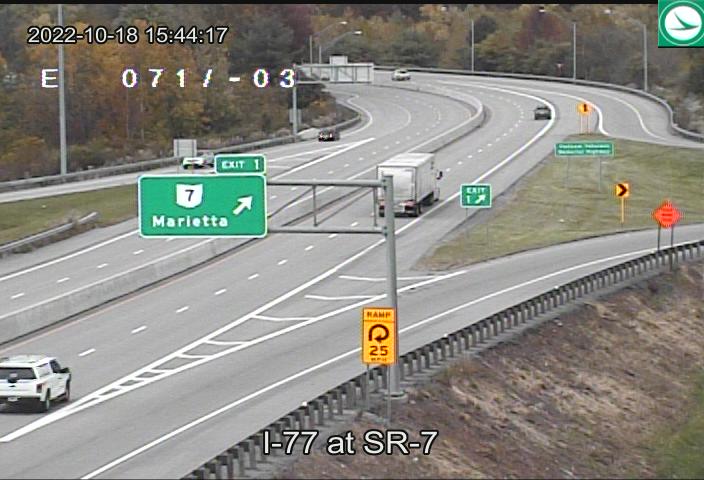 2022-10-18 15:44:17
E 071/-03
EXIT 1
7
Marietta
EXIT
1
RAMP
25
MPH
I-77 at SR-7